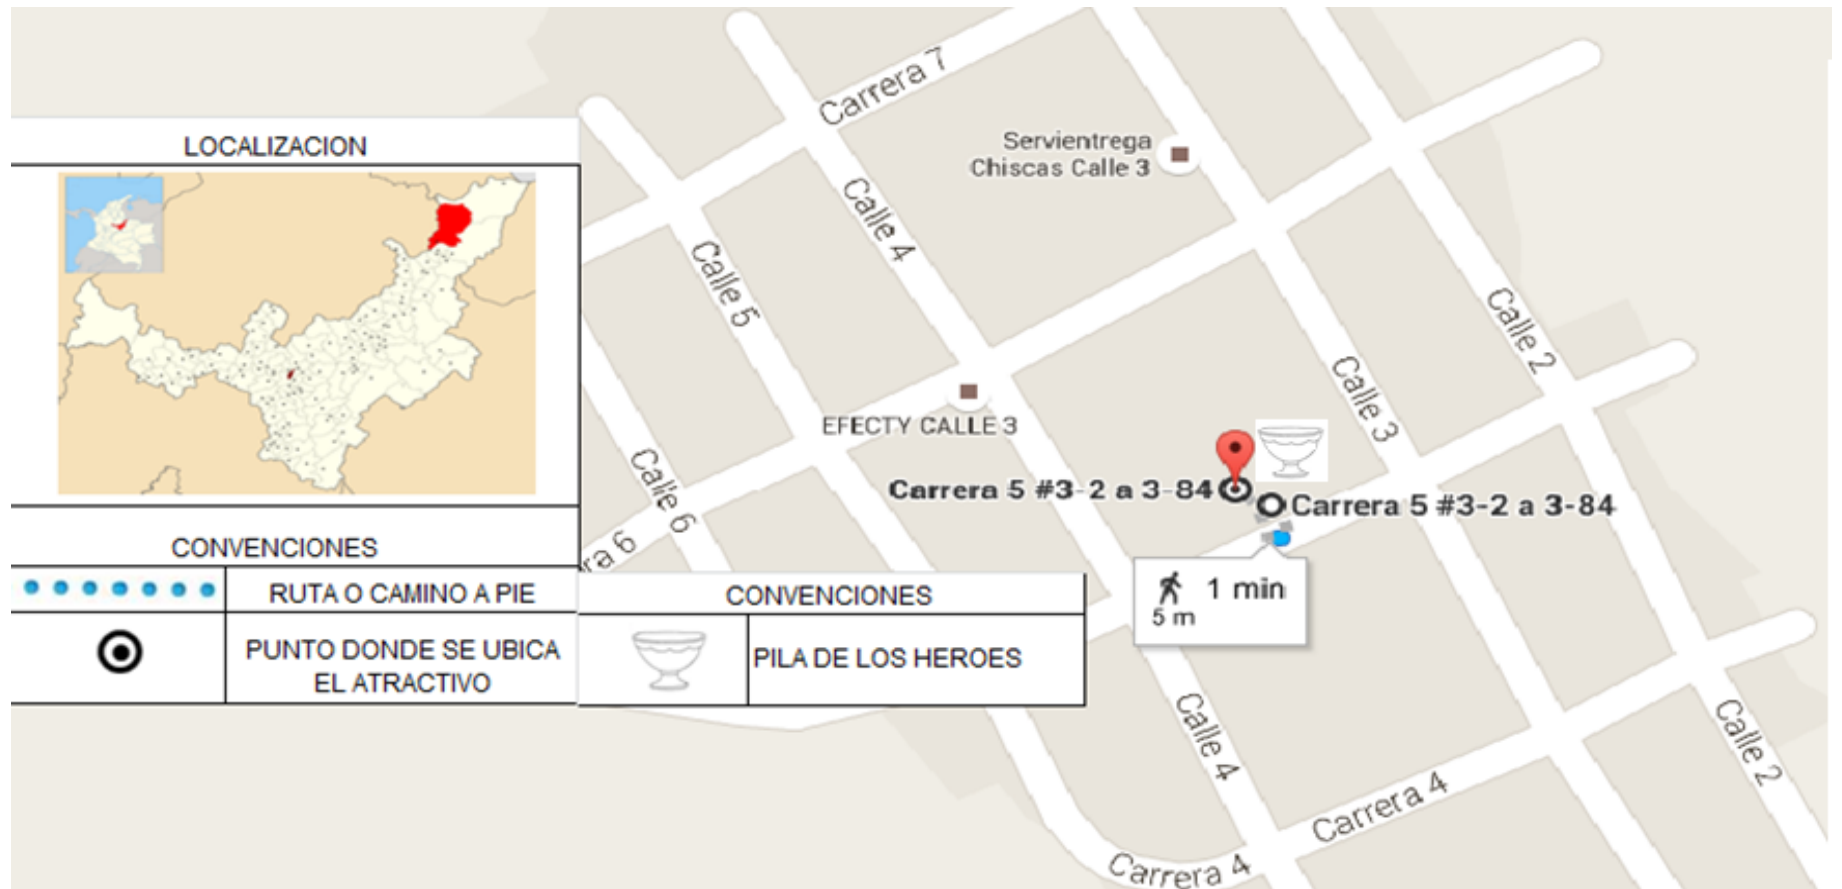 LOCALIZACION
CONVENCIONES
RUTA O CAMINO A PIE
PUNTO DONDE SE UBICA
EL ATRACTIVO
CONVENCIONES
PILA DE LOS HEROES
Carrera 7
Servientrega
Chiscas Calle 3
Calle 4
Calle 5
Calle 2
Calle 3
EFECTY CALLE 3
Calle 6
ra 6
Carrera 5 #3-2 a 3-84
Carrera 5 #3-2 a 3-84
1 min
5 m
Calle 4
Calle 2
Carrera 4
Carrera 4